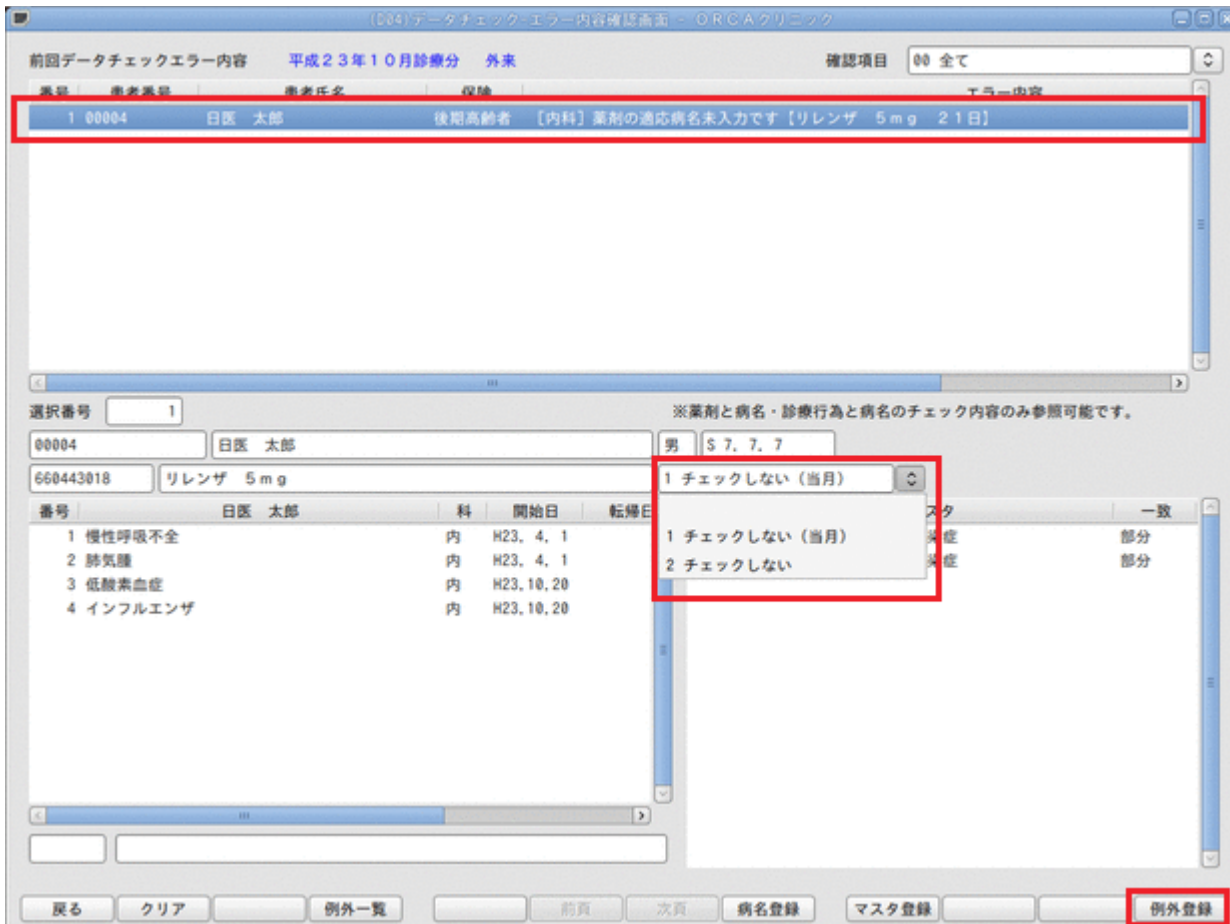 (D04)データチェック-エラー内容確認画面 - ORCAクリニック
前回データチェックエラー内容 平成23年10月診療分 外来 確認項目 00 全て
番号 患者番号 患者氏名 保険 エラー内容
1 00004 日医 太郎 後期高齢者 [内科]薬剤の適応病名未入力です【リレンザ 5mg 21日】
選択番号 1 ※薬剤と病名・診療行為と病名のチェック内容のみ参照可能です。
00004 日医 太郎 男 S 7. 7. 7
660443018 リレンザ 5mg 1 チェックしない(当月)
番号 日医 太郎 科 開始日 転帰日 スタ 一致
1 慢性呼吸不全 内 H23. 4. 1 1 チェックしない(当月) 染症 部分
2 肺気腫 内 H23. 4. 1 2 チェックしない 染症 部分
3 低酸素血症 内 H23.10.20
4 インフルエンザ 内 H23.10.20
戻る クリア 例外一覧 前頁 次頁 病名登録 マスタ登録 例外登録